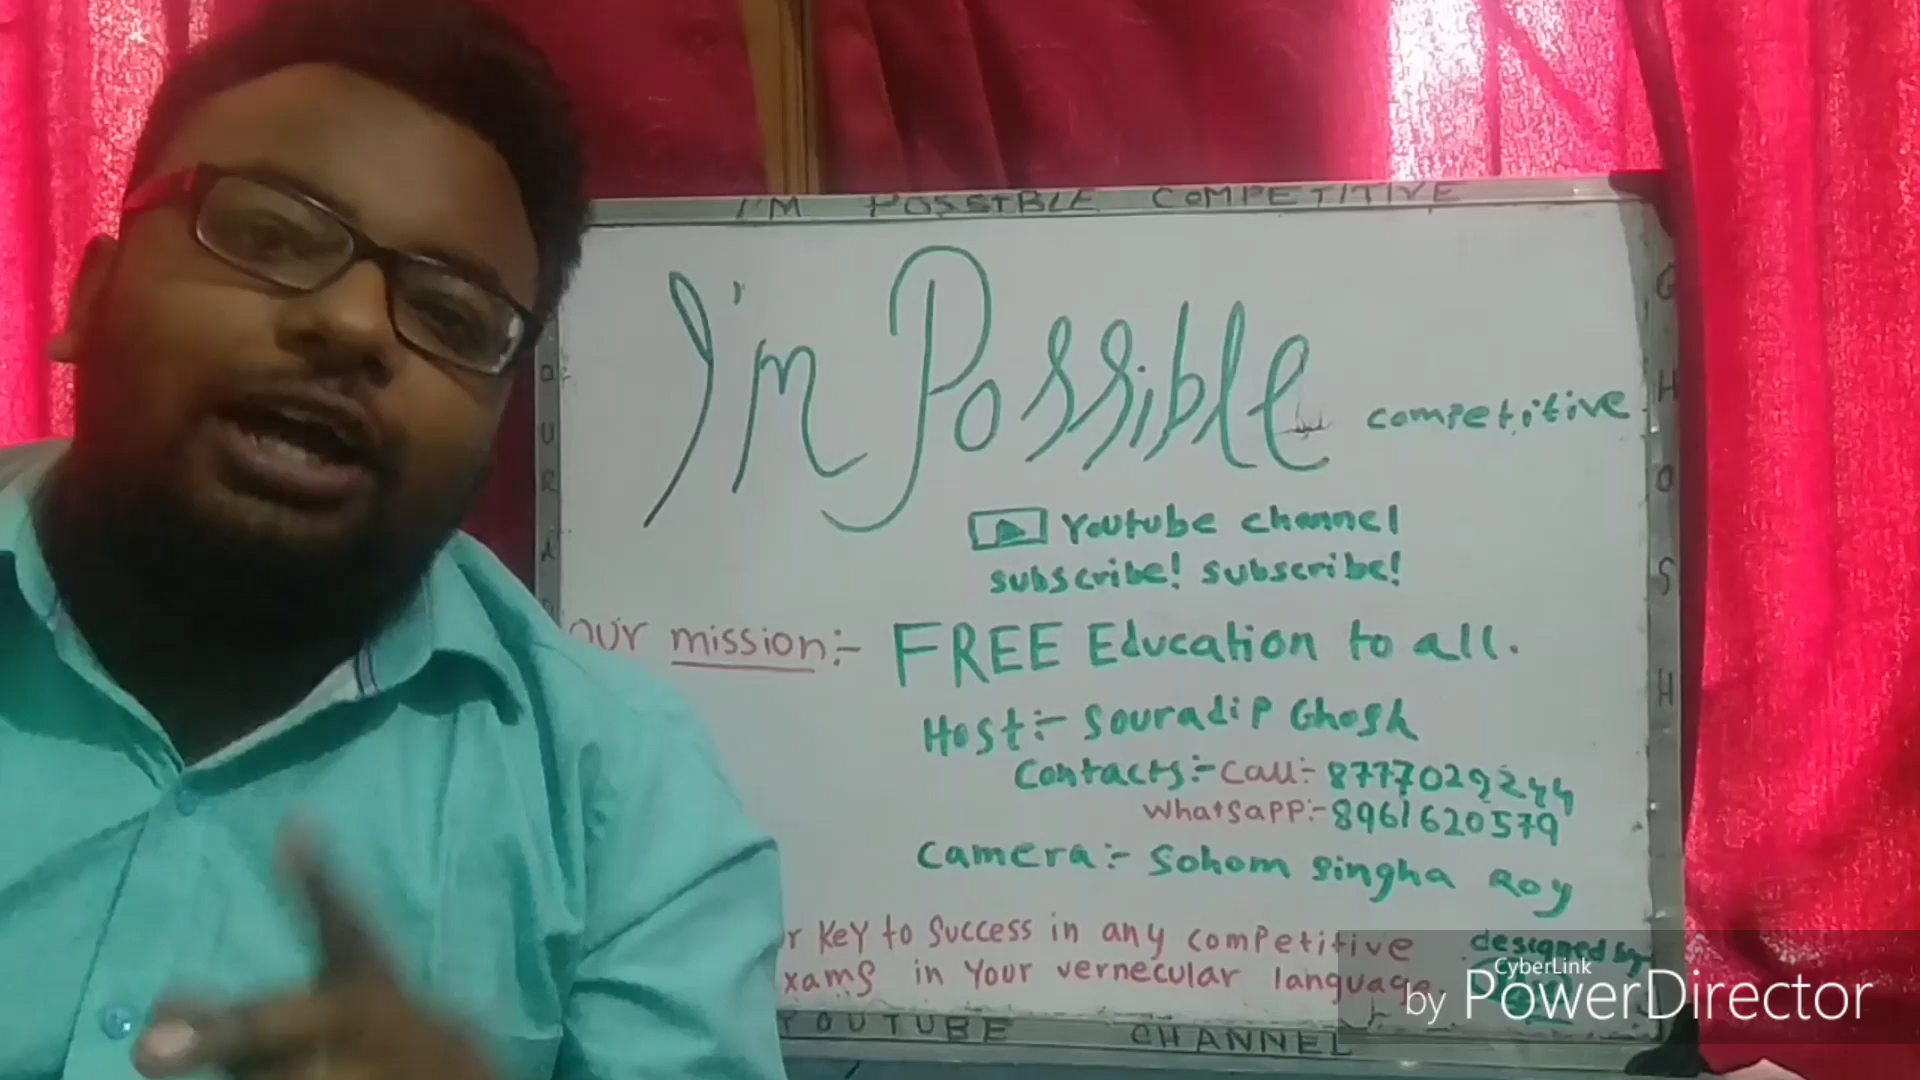 I'M POSSIBLE COMPETITIVE
I'm Possible competitive
Youtube channel
subscribe! subscribe!
our mission:- FREE Education to all.
Host:- Souradip Ghosh
Contacts:- Call:- 8777029244
Whatsapp:- 8961620579
Camera:- Sohom Singha Roy
r Key to Success in any competitive
xams in Your vernecular language.
designed by
YOUTUBE CHANNEL
GHOSH
CyberLink
by PowerDirector